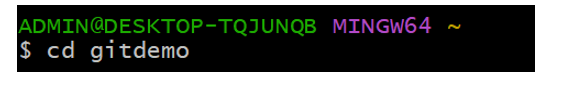 ADMIN@DESKTOP-TQJUNQB MINGW64 ~
$ cd gitdemo